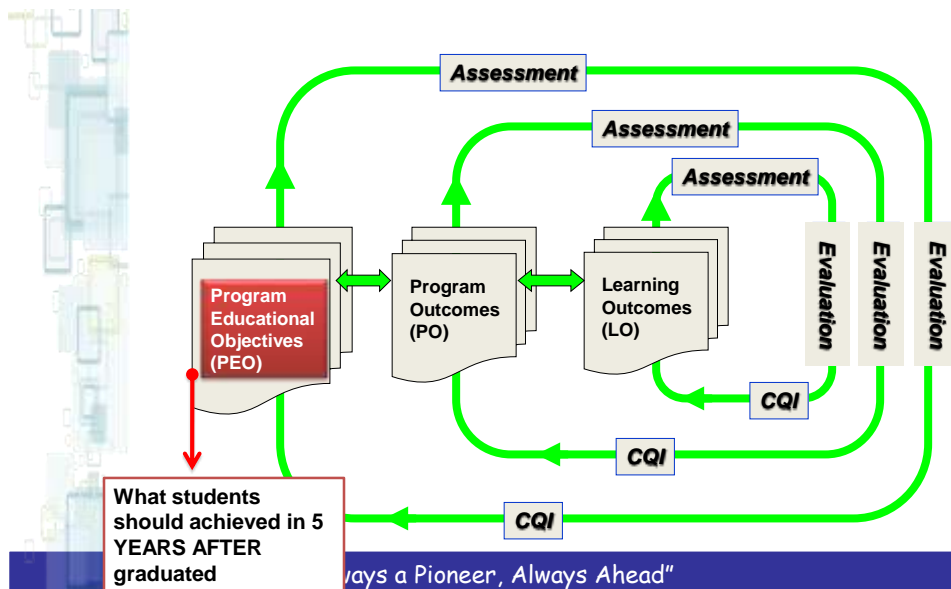 Assessment
Assessment
Assessment
Program
Educational
Objectives
(PEO)
Program
Outcomes
(PO)
Learning
Outcomes
(LO)
Evaluation
Evaluation
Evaluation
CQI
CQI
CQI
What students
should achieved in 5
YEARS AFTER
graduated
ways a Pioneer, Always Ahead”